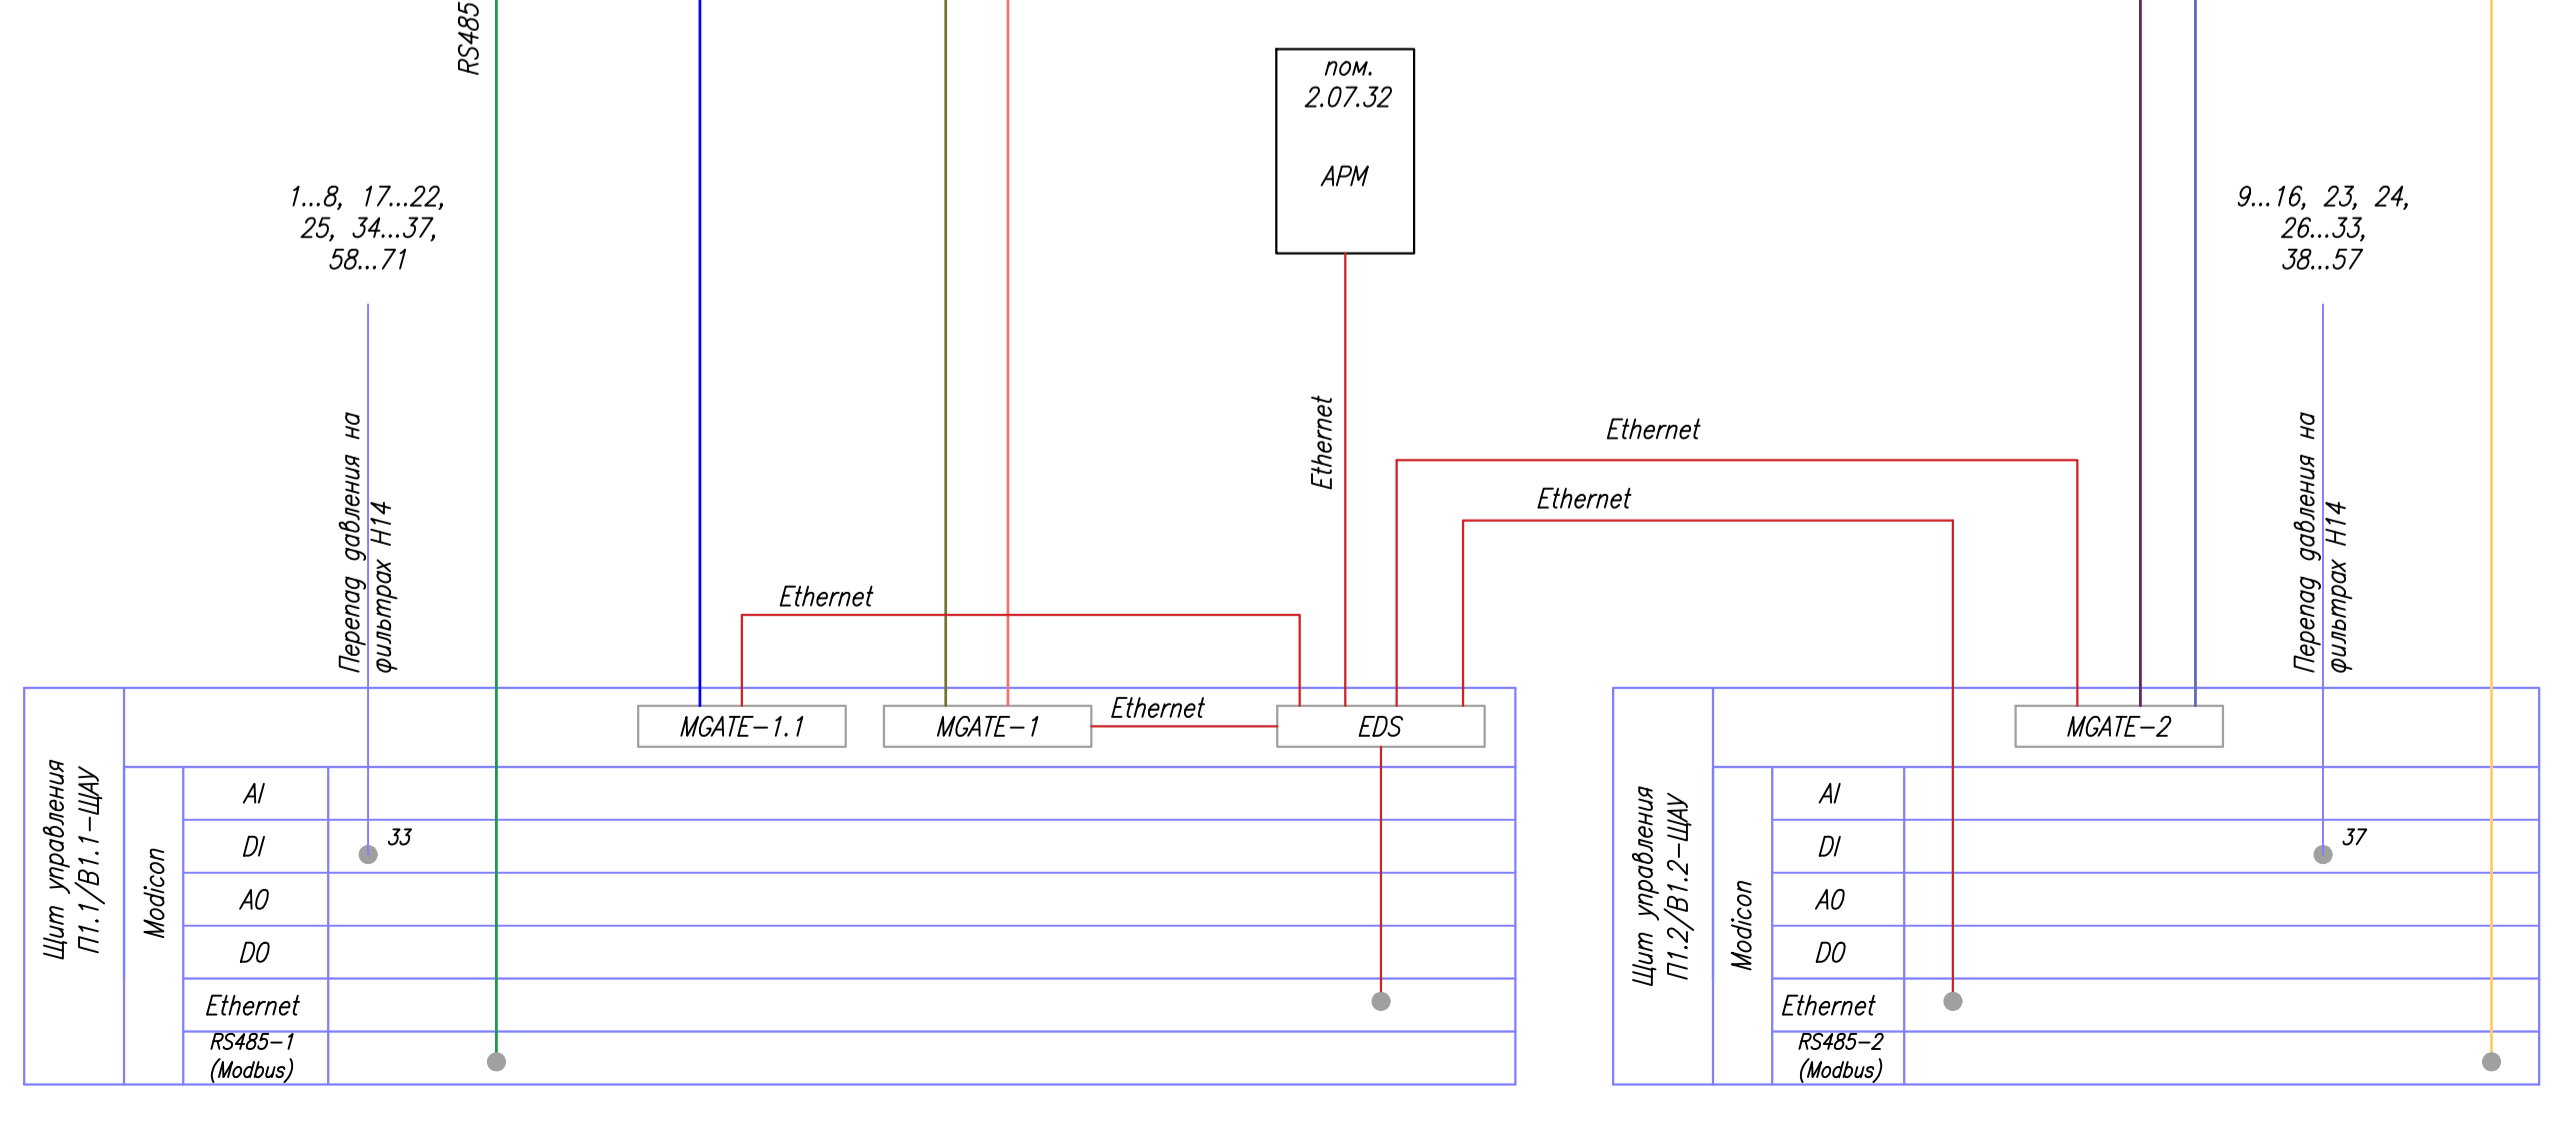 RS485
пом.
2.07.32
АРМ
1...8, 17...22,
25, 34...37,
58...71
9...16, 23, 24,
26...33,
38...57
Перепад давления на
фильтрах Н14
Ethernet
Ethernet
Ethernet
Перепад давления на
фильтрах Н14
Ethernet
Щит управления
П1.1/В1.1-ЩАУ
MGATE-1.1
MGATE-1
Ethernet
EDS
Modicon
AI
DI
33
AO
DO
Ethernet
RS485-1
(Modbus)
Щит управления
П1.2/В1.2-ЩАУ
MGATE-2
Modicon
AI
DI
37
AO
DO
Ethernet
RS485-2
(Modbus)